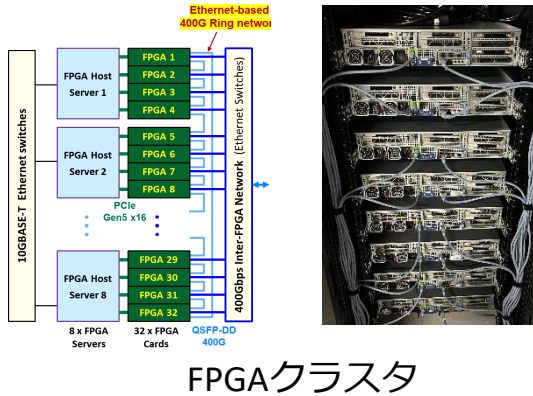 Ethernet-based
400G Ring networ
10GBASE-T Ethernet switches
FPGA Host
Server 1
FPGA 1
FPGA 2
FPGA 3
FPGA 4
FPGA Host
Server 2
FPGA 5
FPGA 6
FPGA 7
FPGA 8
PCIe
Gen5 x16
FPGA Host
Server 8
FPGA 29
FPGA 30
FPGA 31
FPGA 32
400Gbps Inter-FPGA Network (Ethernet Switches)
8 x FPGA
Servers
32 x FPGA
Cards
QSFP-DD
400G
FPGAクラスタ